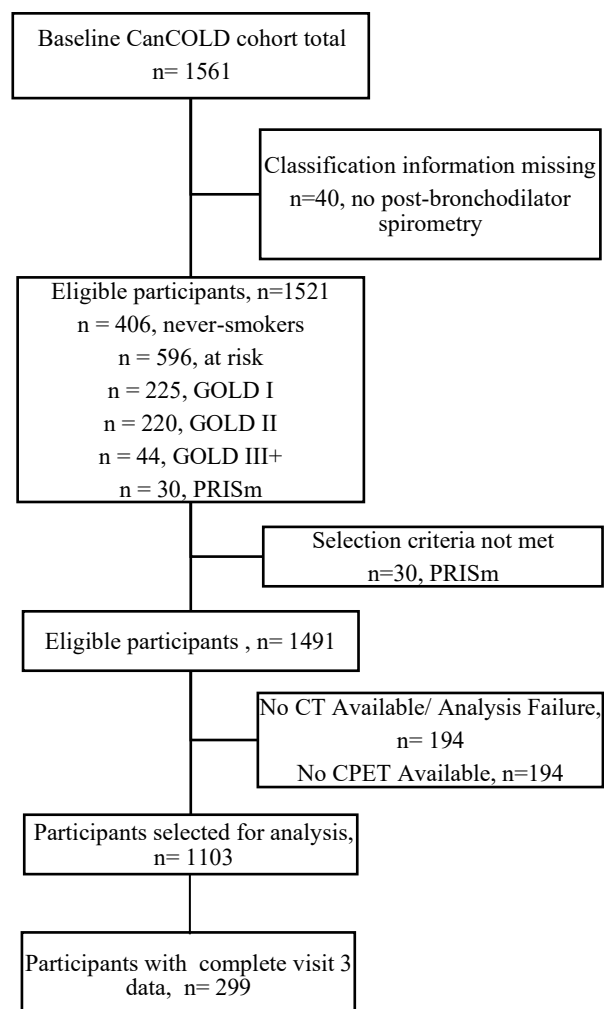 Baseline CanCOLD cohort total
n= 1561
Classification information missing
n=40, no post-bronchodilator
spirometry
Eligible participants, n=1521
n = 406, never-smokers
n = 596, at risk
n = 225, GOLD I
n = 220, GOLD II
n = 44, GOLD III+
n = 30, PRISm
Selection criteria not met
n=30, PRISm
Eligible participants , n= 1491
No CT Available/ Analysis Failure,
n= 194
No CPET Available, n=194
Participants selected for analysis,
n= 1103
Participants with complete visit 3
data, n= 299